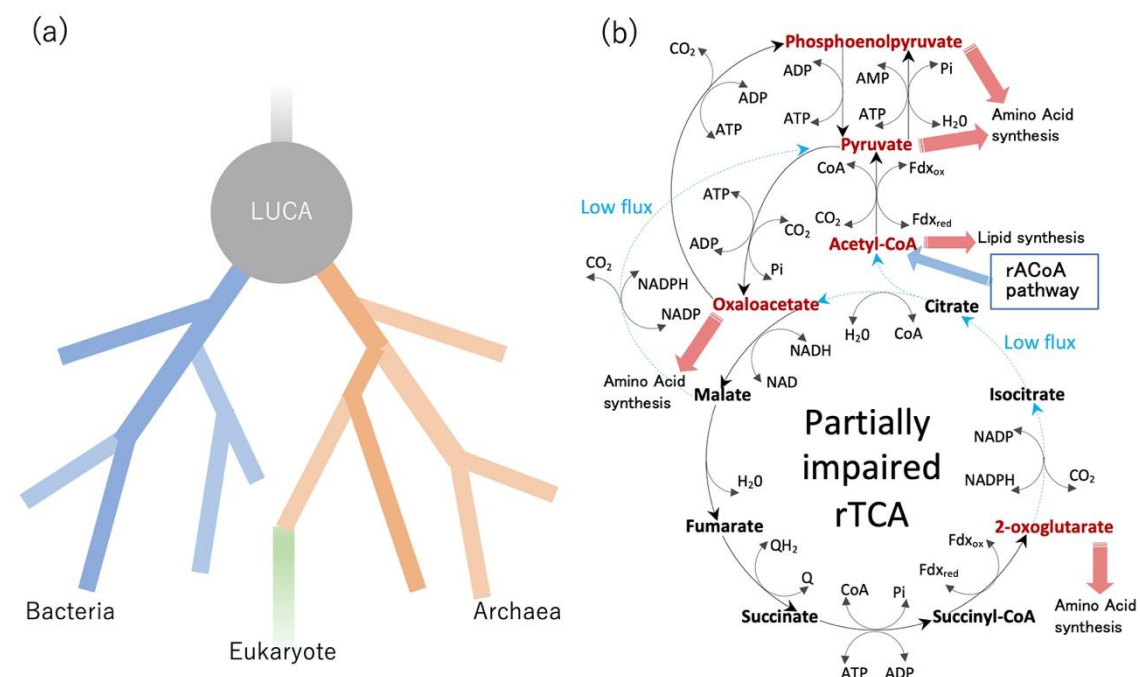 (a)
LUCA
Bacteria
Eukaryote
Archaea
(b)
Phosphoenolpyruvate
CO₂
ADP
ATP
ADP
ATP
AMP
ATP
Pi
H₂0
Amino Acid
synthesis
Pyruvate
CoA
Fdxox
CO₂
Fdxred
Low flux
ATP
ADP
CO₂
Pi
Acetyl-CoA
Lipid synthesis
rACoA
pathway
CO₂
NADPH
NADP
Oxaloacetate
H₂0
CoA
Citrate
Low flux
NADH
NAD
Amino Acid
synthesis
Malate
Isocitrate
Partially
impaired
rTCA
NADP
NADPH
CO₂
H₂0
Fumarate
2-oxoglutarate
QH₂
Q
Fdxox
Fdxred
CoA
Pi
Succinate
Succinyl-CoA
Amino Acid
synthesis
ATP
ADP